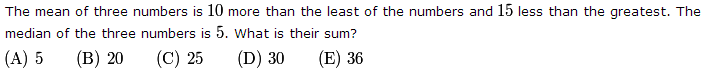 The mean of three numbers is 10 more than the least of the numbers and 15 less than the greatest. The
median of the three numbers is 5. What is their sum?
(A) 5 (B) 20 (C) 25 (D) 30 (E) 36